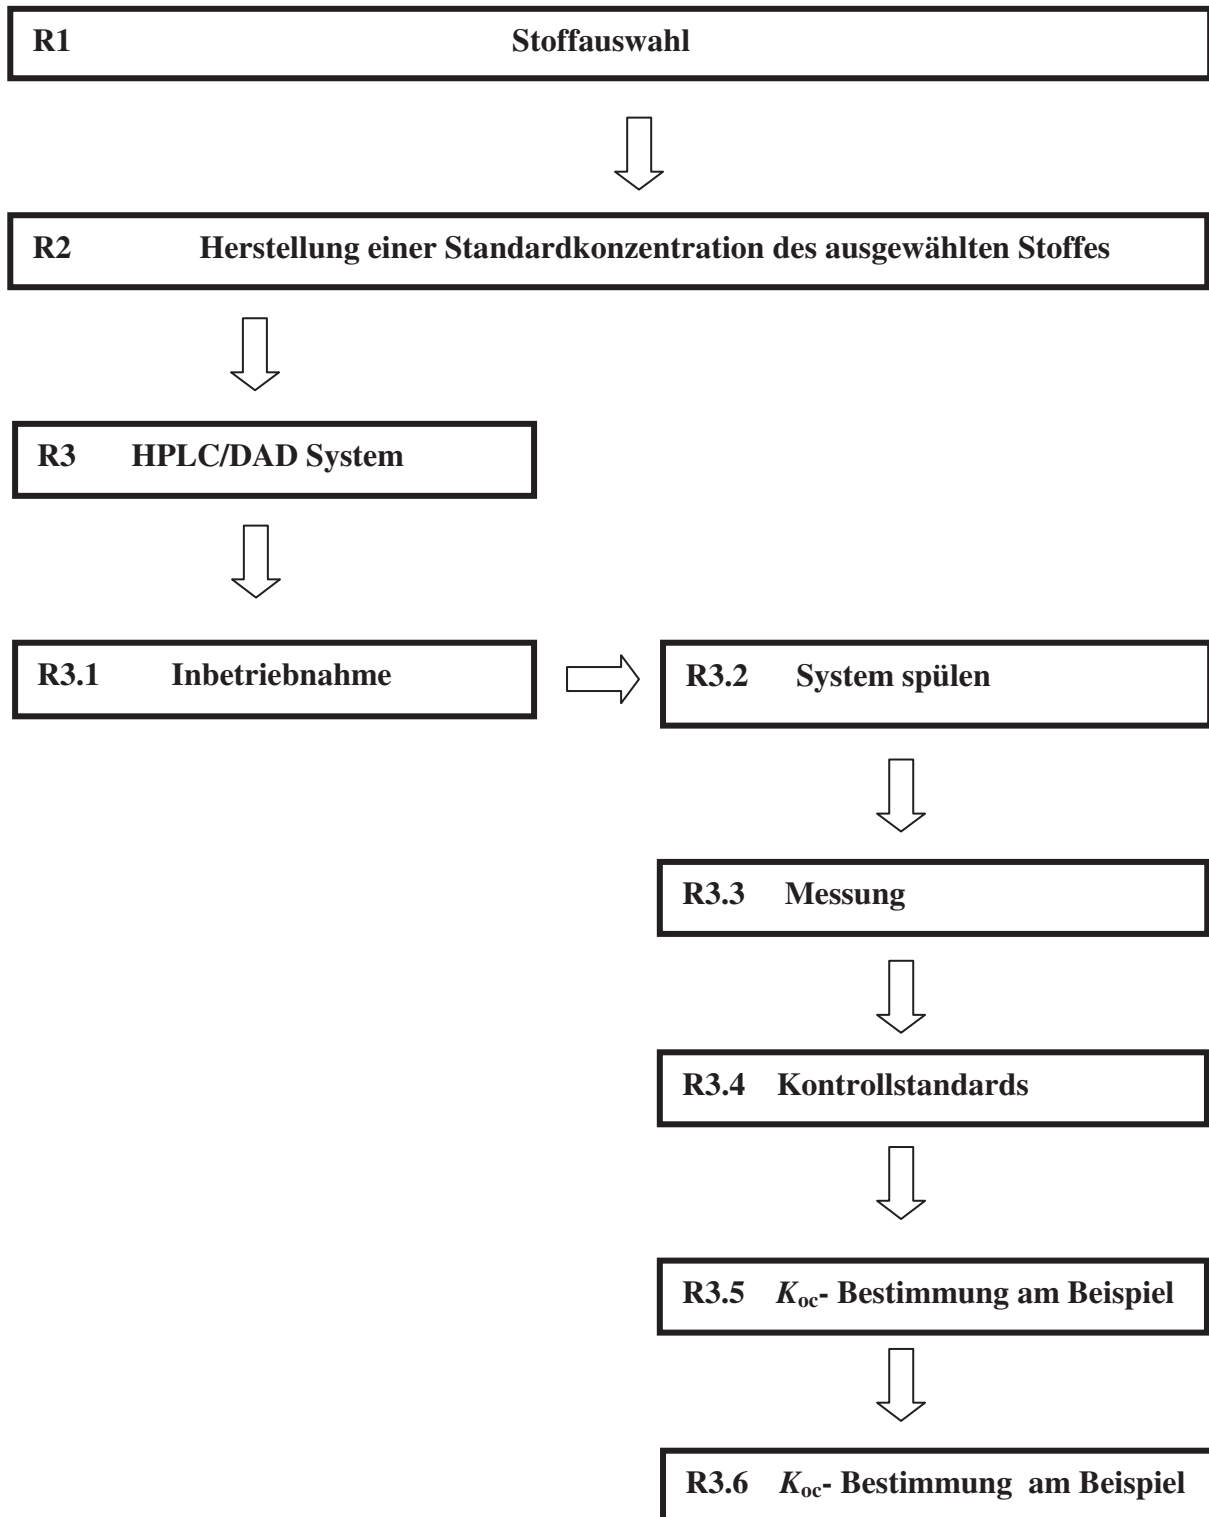 R1 Stoffauswahl
R2 Herstellung einer Standardkonzentration des ausgewählten Stoffes
R3 HPLC/DAD System
R3.1 Inbetriebnahme
R3.2 System spülen
R3.3 Messung
R3.4 Kontrollstandards
R3.5 Koc- Bestimmung am Beispiel
R3.6 Koc- Bestimmung am Beispiel